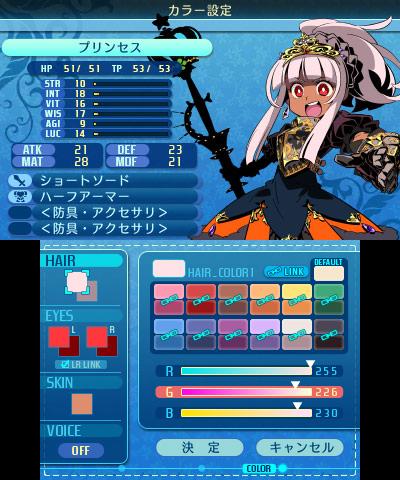 カラー設定
プリンセス
HP 51/ 51 TP 53/ 53
STR 10
INT 18
VIT 16
WIS 17
AGI 9
LUC 14
ATK 21 DEF 23
MAT 28 MDF 21
ショートソード
ハーフアーマー
＜防具・アクセサリ＞
＜防具・アクセサリ＞
HAIR
EYES
L R
LR LINK
SKIN
VOICE
OFF
HAIR_COLOR1 LINK DEFAULT
R 255
G 226
B 230
決 定 キャンセル
COLOR